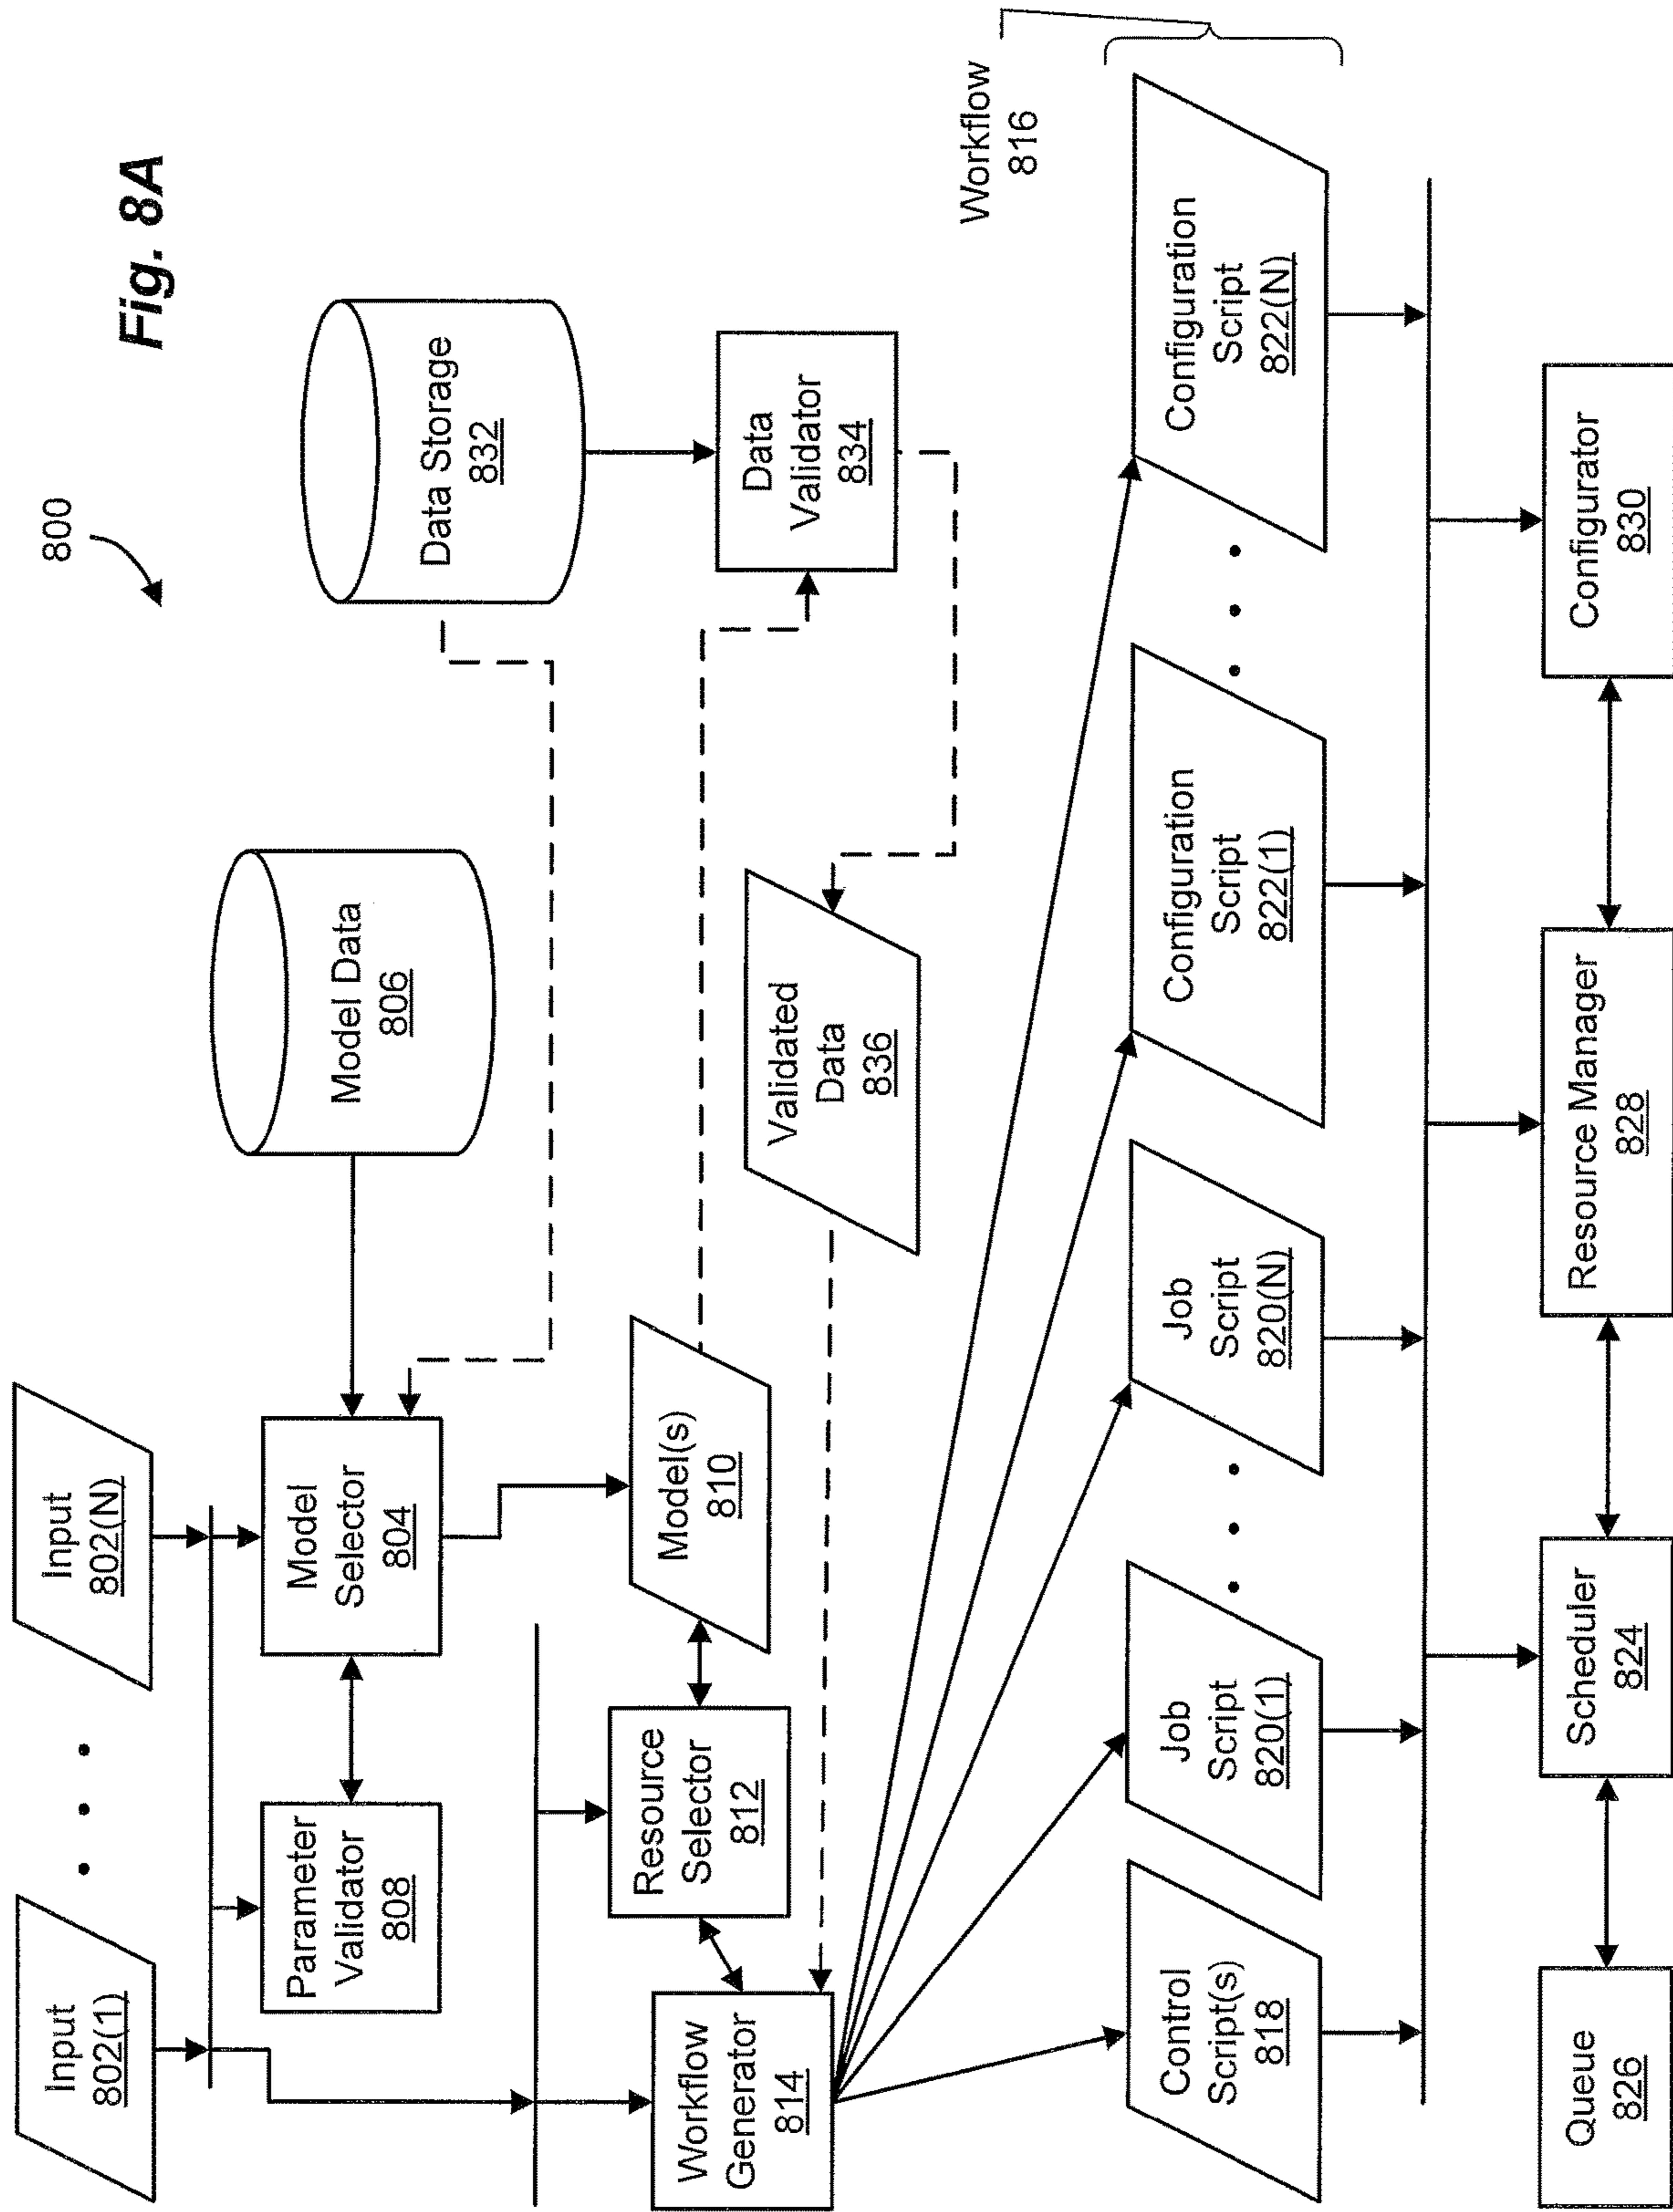 Fig. 8A
800
Input
802(1)
Input
802(N)
Parameter
Validator
808
Model
Selector
804
Model Data
806
Data Storage
832
Workflow
Generator
814
Resource
Selector
812
Model(s)
810
Validated
Data
836
Data
Validator
834
Workflow
816
Control
Script(s)
818
Job
Script
820(1)
Job
Script
820(N)
Configuration
Script
822(1)
Configuration
Script
822(N)
Queue
826
Scheduler
824
Resource Manager
828
Configurator
830